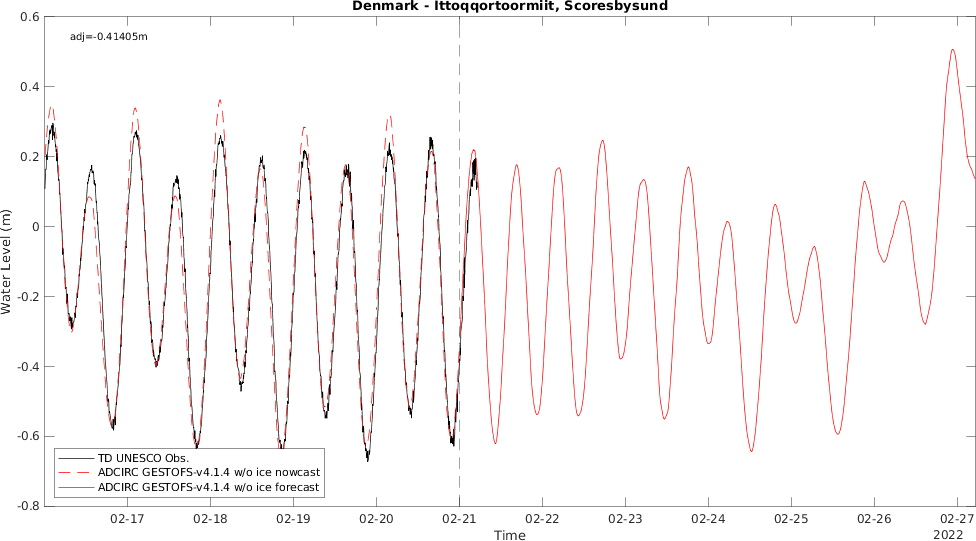 Denmark - Ittoqqortoormiit, Scoresbysund
0.6
adj=-0.41405m
0.4
0.2
0
-0.2
-0.4
-0.6
-0.8
Water Level (m)
TD UNESCO Obs.
ADCIRC GESTOFS-v4.1.4 w/o ice nowcast
ADCIRC GESTOFS-v4.1.4 w/o ice forecast
02-17 02-18 02-19 02-20 02-21 02-22 02-23 02-24 02-25 02-26 02-27
Time 2022